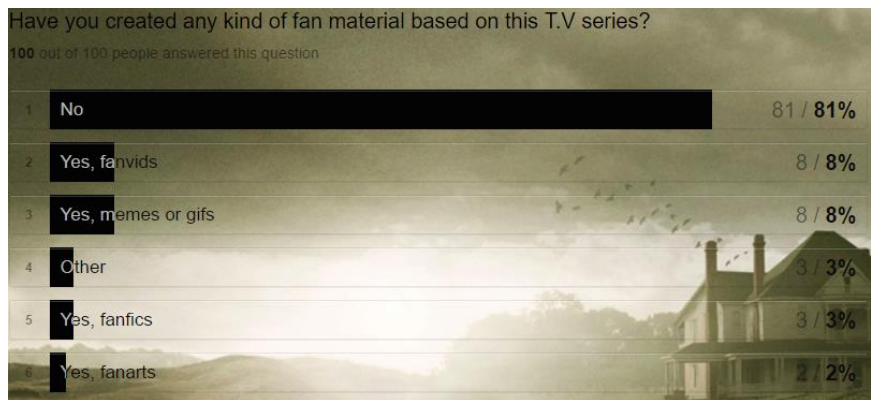 Have you created any kind of fan material based on this T.V series?
100 out of 100 people answered this question
1 No 81 / 81%
2 Yes, fanvids 8 / 8%
3 Yes, memes or gifs 8 / 8%
4 Other 3 / 3%
5 Yes, fanfics 3 / 3%
6 Yes, fanarts 2 / 2%